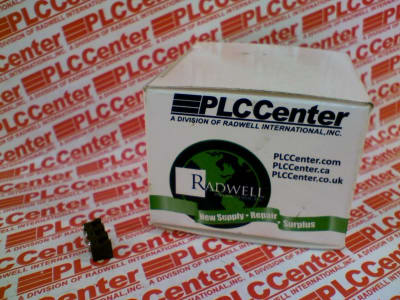 PLCCenter
A DIVISION OF RADWELL INTERNATIONAL, INC.
PLCCenter.com
PLCCenter.ca
PLCCenter.co.uk
RADWELL
New Supply • Repair • Surplus